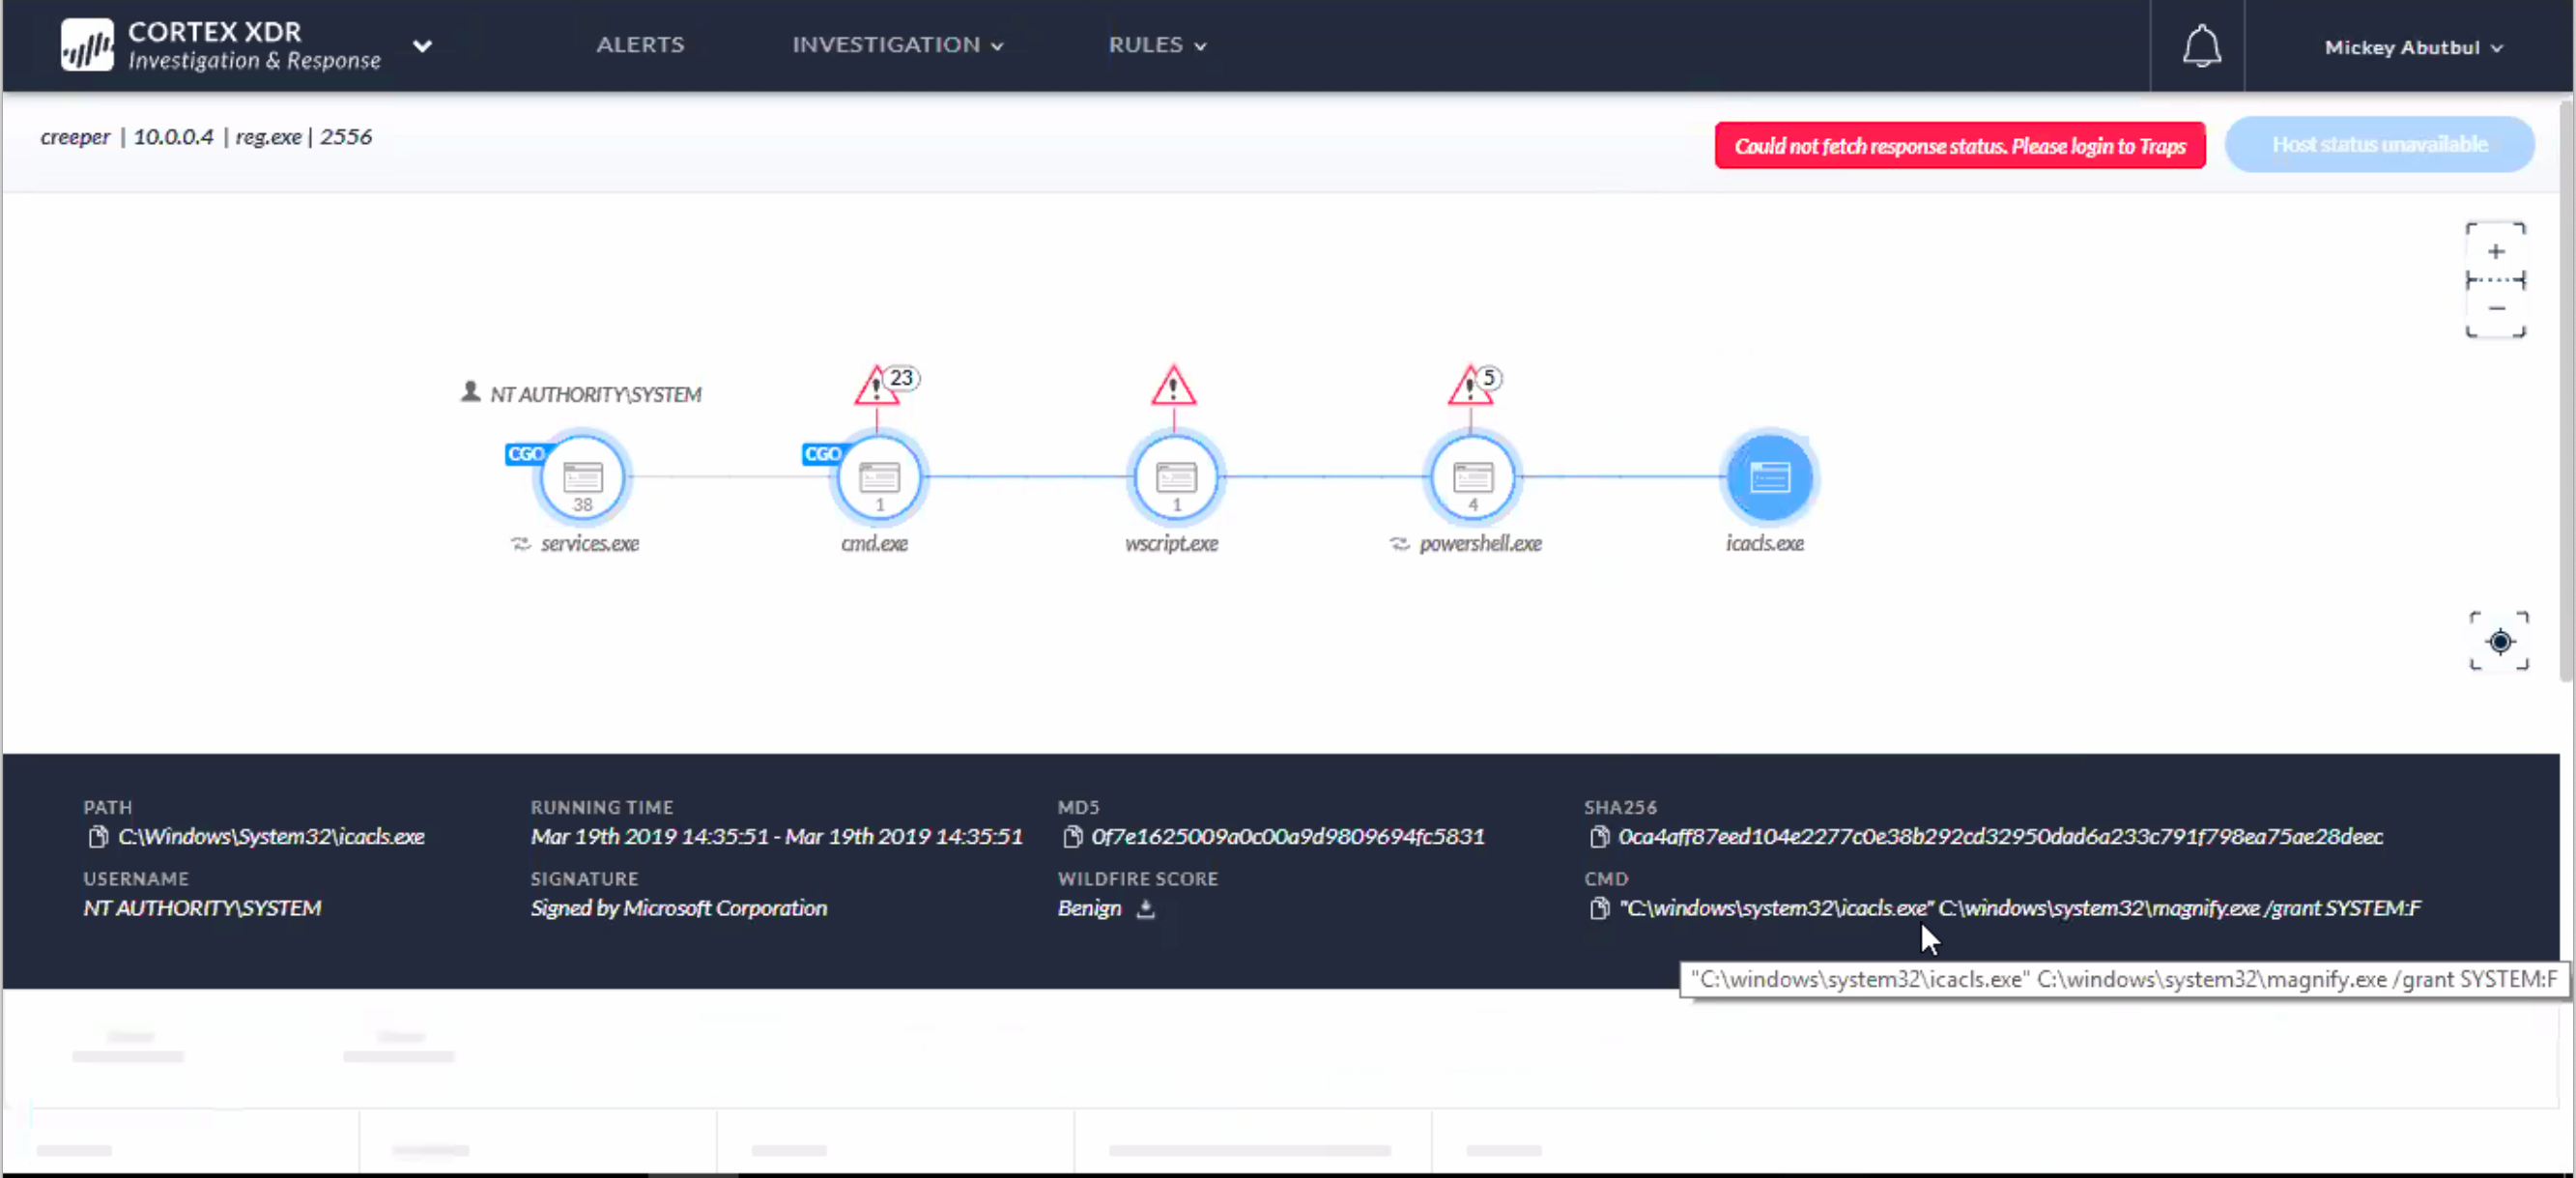 CORTEX XDR
Investigation & Response
ALERTS
INVESTIGATION
RULES
Mickey Abutbul
creeper | 10.0.0.4 | reg.exe | 2556
Could not fetch response status. Please login to Traps
Host status unavailable
23
5
NT AUTHORITY\SYSTEM
CGO
CGO
38
1
1
4
services.exe
cmd.exe
wscript.exe
powershell.exe
icacls.exe
PATH
C:\Windows\System32\icacls.exe
RUNNING TIME
Mar 19th 2019 14:35:51 - Mar 19th 2019 14:35:51
MD5
0f7e1625009a0c00a9d9809694fc5831
SHA256
0ca4aff87eed104e2277c0e38b292cd32950dad6a233c791f798ea75ae28deec
USERNAME
NT AUTHORITY\SYSTEM
SIGNATURE
Signed by Microsoft Corporation
WILDFIRE SCORE
Benign
CMD
"C:\windows\system32\icacls.exe" C:\windows\system32\magnify.exe /grant SYSTEM:F
"C:\windows\system32\icacls.exe" C:\windows\system32\magnify.exe /grant SYSTEM:F